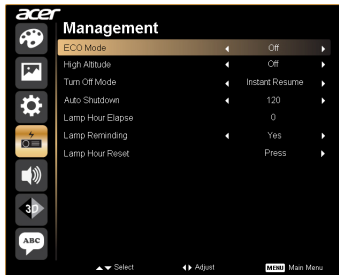 acer
Management
ECO Mode Off
High Altitude Off
Turn Off Mode Instant Resume
Auto Shutdown 120
Lamp Hour Elapse 0
Lamp Reminding Yes
Lamp Hour Reset Press
3D
ABC
Select Adjust MENU Main Menu